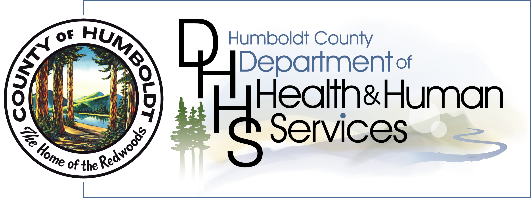 COUNTY OF HUMBOLDT
The Home of the Redwoods
DHHS
Humboldt County
Department of
Health & Human
Services